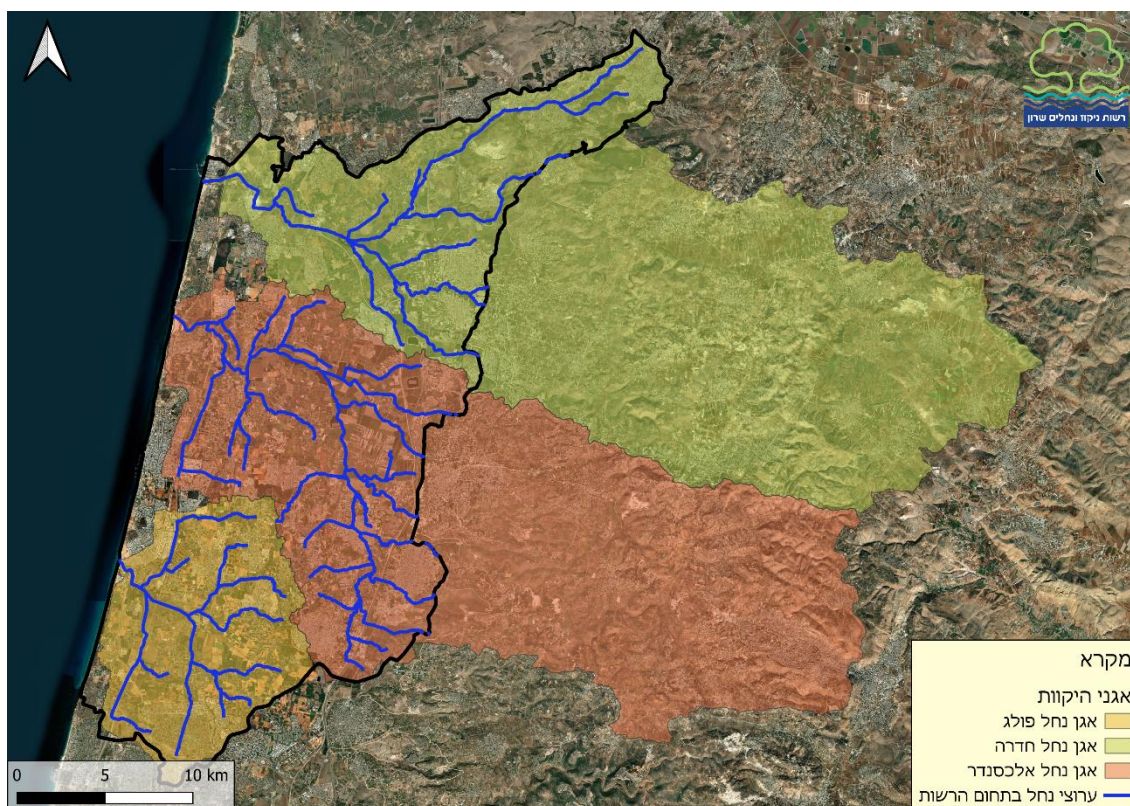 רשות ניקוז ונחלים שרון
מקרא
אגני היקוות
אגן נחל פולג
אגן נחל חדרה
אגן נחל אלכסנדר
ערוצי נחל בתחום הרשות
0 5 10 km